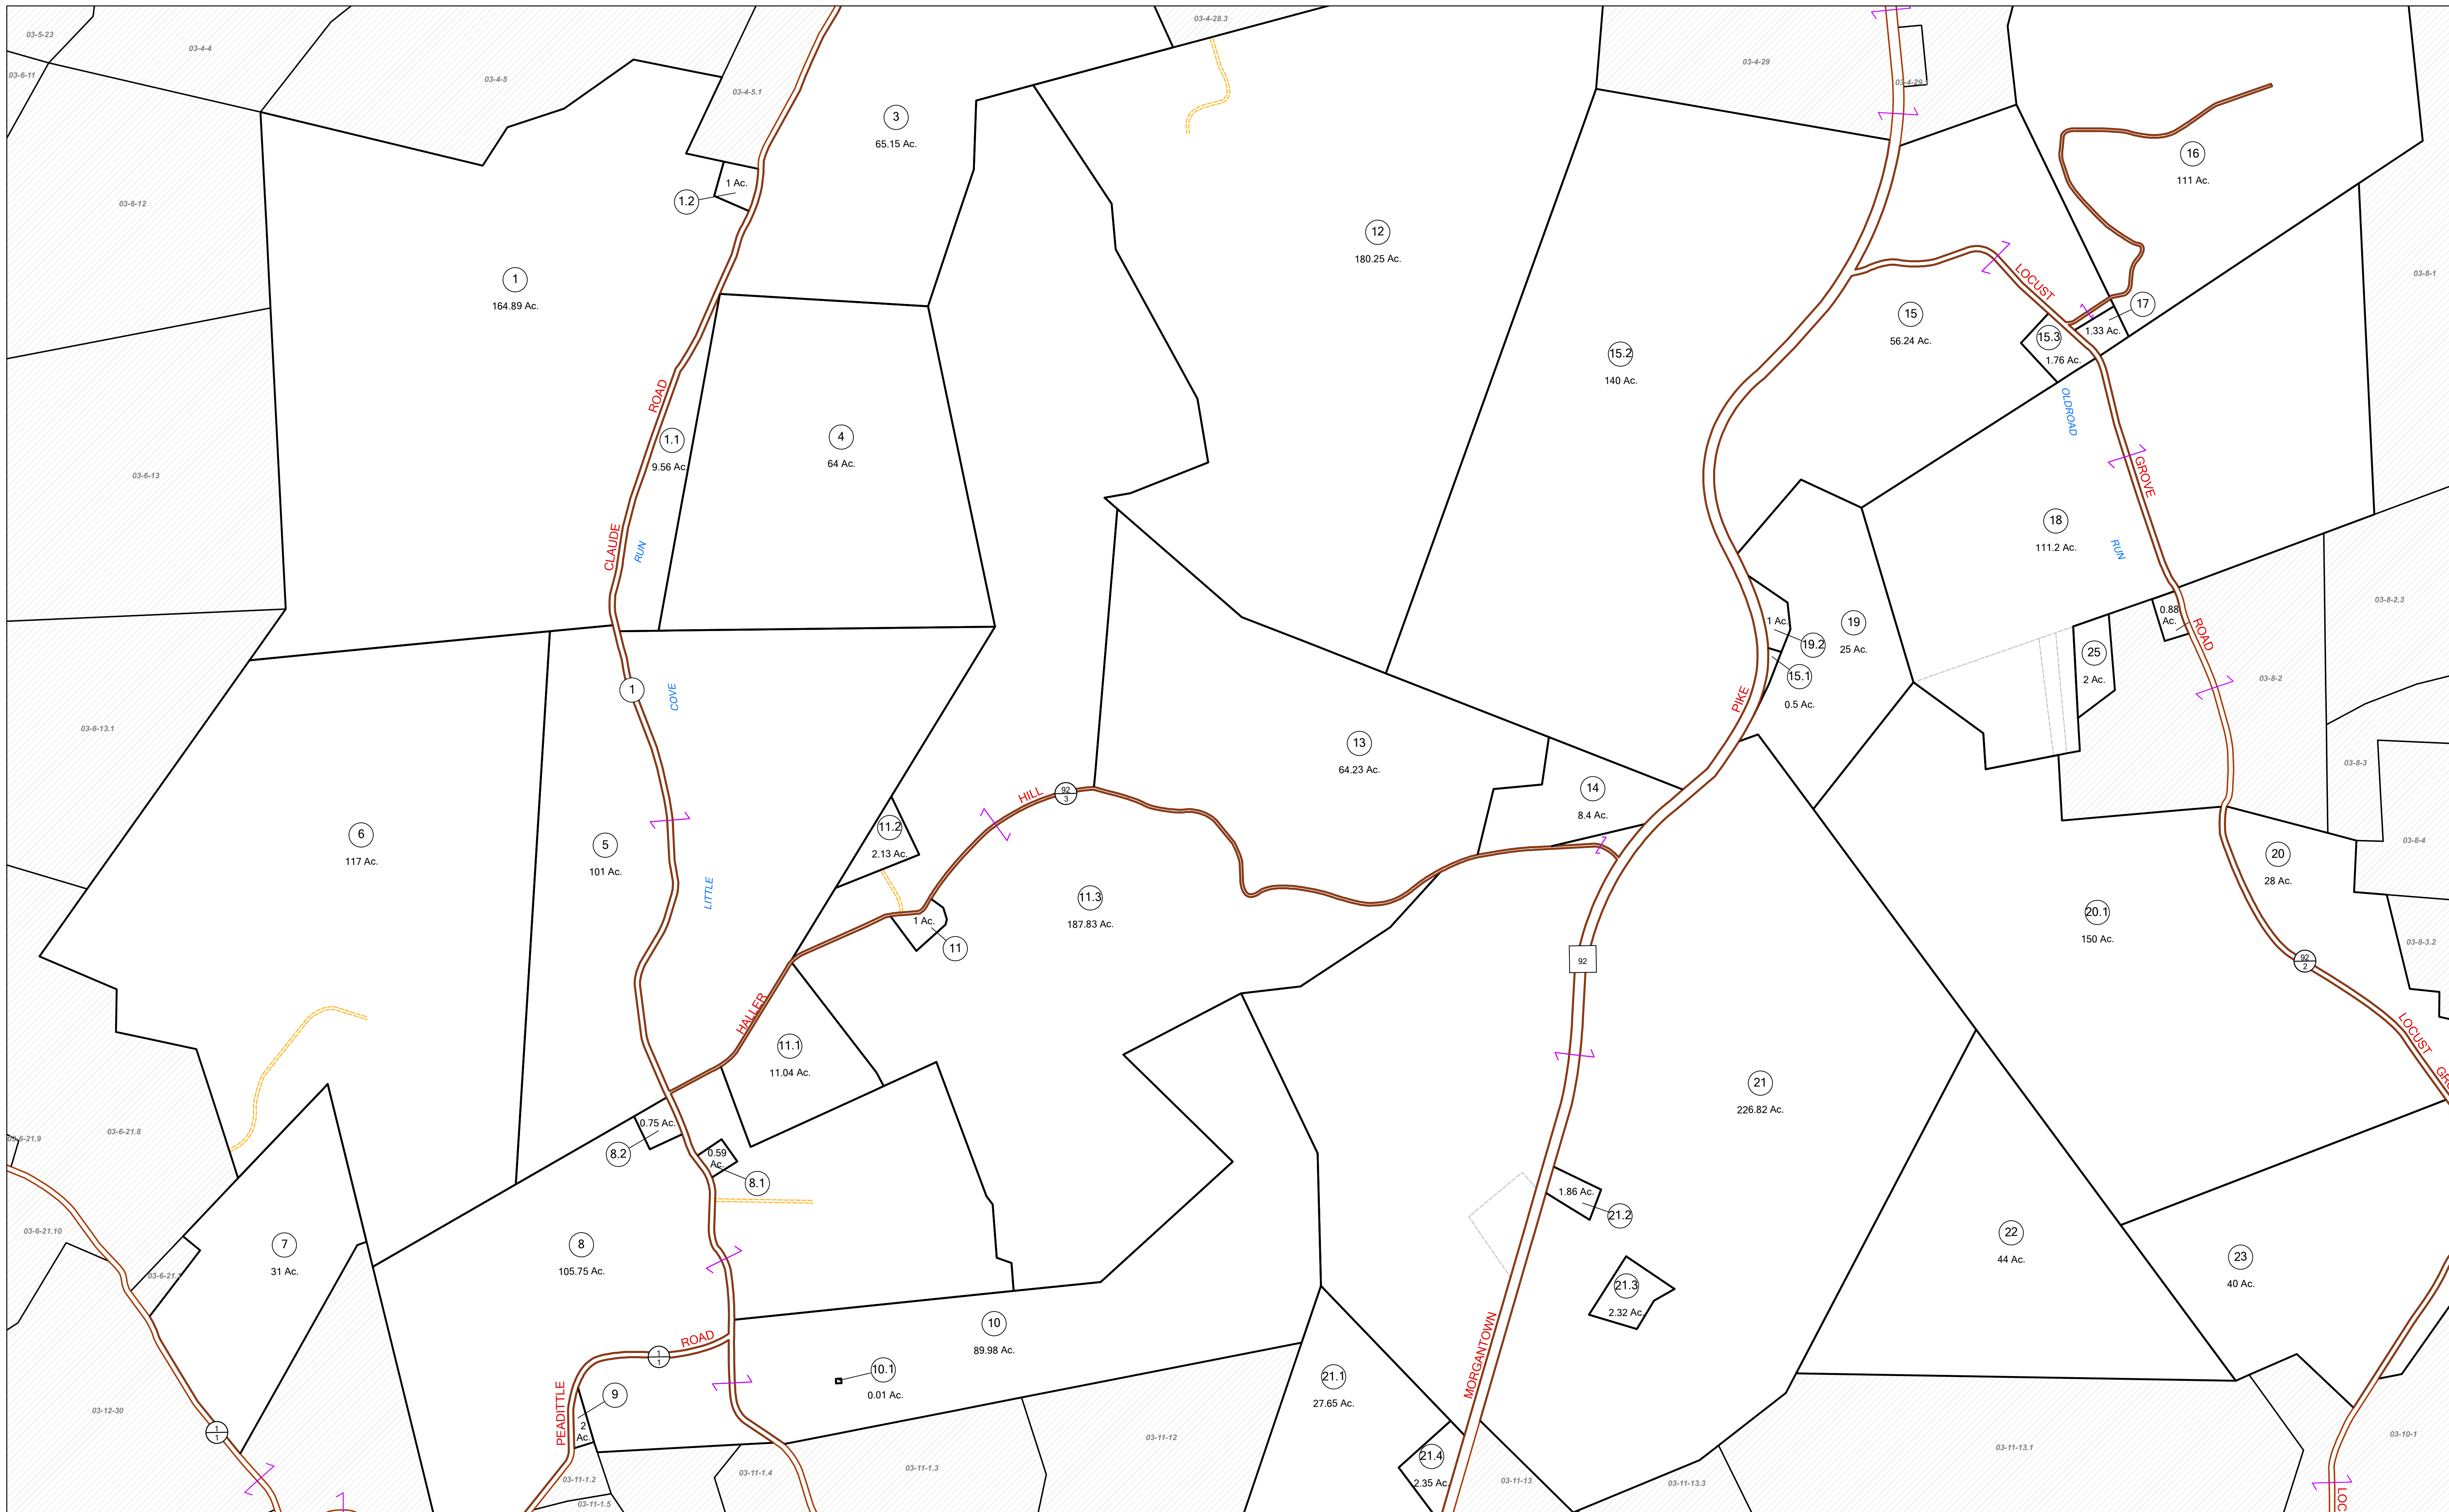 03-5-23
03-4-4
03-6-11
03-4-5
03-4-5.1
03-4-28.3
03-4-29
03-4-29.
3
65.15 Ac.
1 Ac.
1.2
03-6-12
1
164.89 Ac.
12
180.25 Ac.
16
111 Ac.
LOCUST
17
1.33 Ac.
15
56.24 Ac.
15.3
1.76 Ac.
03-8-1
15.2
140 Ac.
OLDROAD
ROAD
1.1
9.56 Ac.
4
64 Ac.
03-6-13
GROVE
18
111.2 Ac.
RUN
CLAUDE
RUN
03-8-2.3
0.88
Ac.
ROAD
1 Ac.
19.2
19
25 Ac.
15.1
0.5 Ac.
25
2 Ac.
03-8-2
1
COVE
PIKE
03-6-13.1
13
64.23 Ac.
14
8.4 Ac.
03-8-3
HILL
92
3
6
117 Ac.
5
101 Ac.
11.2
2.13 Ac.
03-8-4
20
28 Ac.
LITTLE
11.3
187.83 Ac.
1 Ac.
11
20.1
150 Ac.
03-8-3.2
92
92
2
HALLER
LOCUST
11.1
11.04 Ac.
21
226.82 Ac.
0.75 Ac.
8.2
0.59
Ac.
8.1
03-6-21.9
03-6-21.8
1.86 Ac.
21.2
03-6-21.10
7
31 Ac.
8
105.75 Ac.
22
44 Ac.
23
40 Ac.
21.3
2.32 Ac.
10
89.98 Ac.
ROAD
1
1
10.1
0.01 Ac.
MORGANTOWN
21.1
27.65 Ac.
PEADITTLE
9
2
Ac.
03-12-30
1
1
03-11-12
03-11-13.1
03-10-1
21.4
2.35 Ac.
03-11-1.2
03-11-1.4
03-11-1.3
03-11-13
03-11-13.3
03-11-1.5
LOC